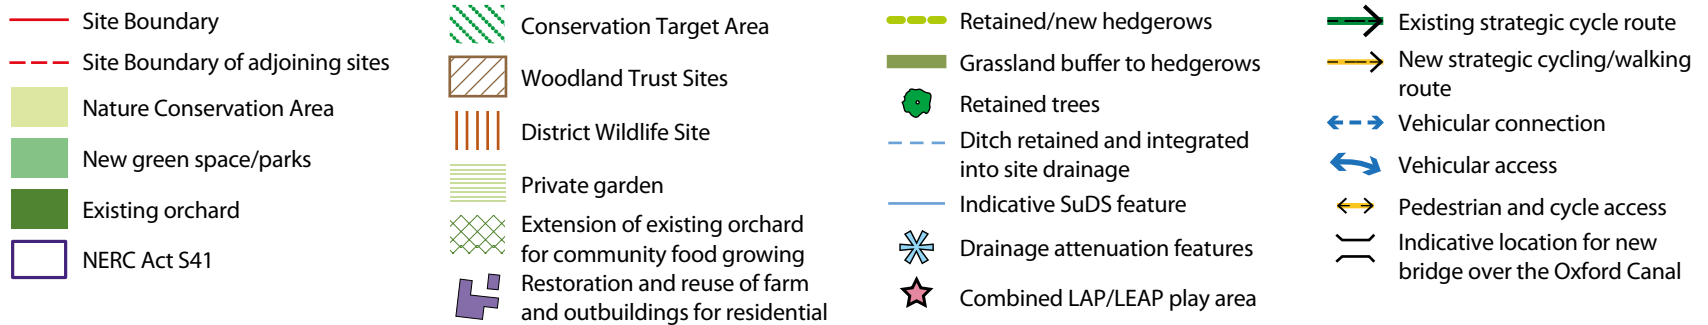 Site Boundary
Site Boundary of adjoining sites
Nature Conservation Area
New green space/parks
Existing orchard
NERC Act S41
Conservation Target Area
Woodland Trust Sites
District Wildlife Site
Private garden
Extension of existing orchard
for community food growing
Restoration and reuse of farm
and outbuildings for residential
Retained/new hedgerows
Grassland buffer to hedgerows
Retained trees
Ditch retained and integrated
into site drainage
Indicative SuDS feature
Drainage attenuation features
Combined LAP/LEAP play area
Existing strategic cycle route
New strategic cycling/walking
route
Vehicular connection
Vehicular access
Pedestrian and cycle access
Indicative location for new
bridge over the Oxford Canal